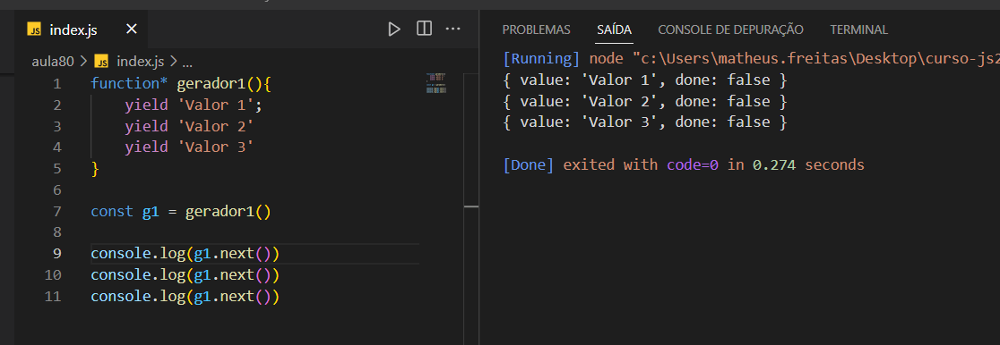 JS index.js
aula80 > JS index.js > ...
1 function* gerador1(){
2     yield 'Valor 1';
3     yield 'Valor 2'
4     yield 'Valor 3'
5 }
6
7 const g1 = gerador1()
8
9 console.log(g1.next())
10 console.log(g1.next())
11 console.log(g1.next())
PROBLEMAS SAÍDA CONSOLE DE DEPURAÇÃO TERMINAL
[Running] node "c:\Users\matheus.freitas\Desktop\curso-js2
{ value: 'Valor 1', done: false }
{ value: 'Valor 2', done: false }
{ value: 'Valor 3', done: false }
[Done] exited with code=0 in 0.274 seconds